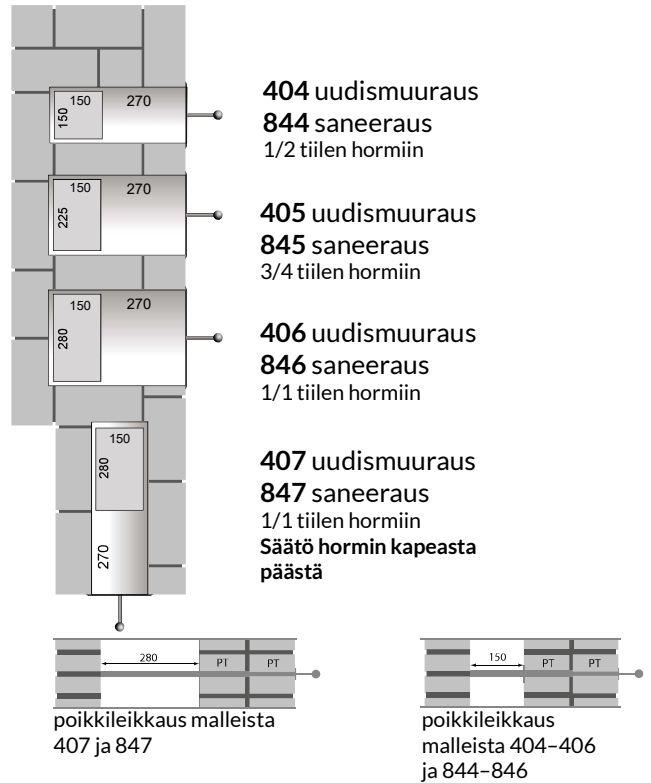 150 270
150
404 uudismuuraus
844 saneeraus
1/2 tiilen hormiin
150 270
225
405 uudismuuraus
845 saneeraus
3/4 tiilen hormiin
150 270
280
406 uudismuuraus
846 saneeraus
1/1 tiilen hormiin
150
280
270
407 uudismuuraus
847 saneeraus
1/1 tiilen hormiin
Säätö hormin kapeasta
päästä
280 PT PT
poikkileikkaus malleista
407 ja 847
150 PT PT
poikkileikkaus
malleista 404–406
ja 844–846